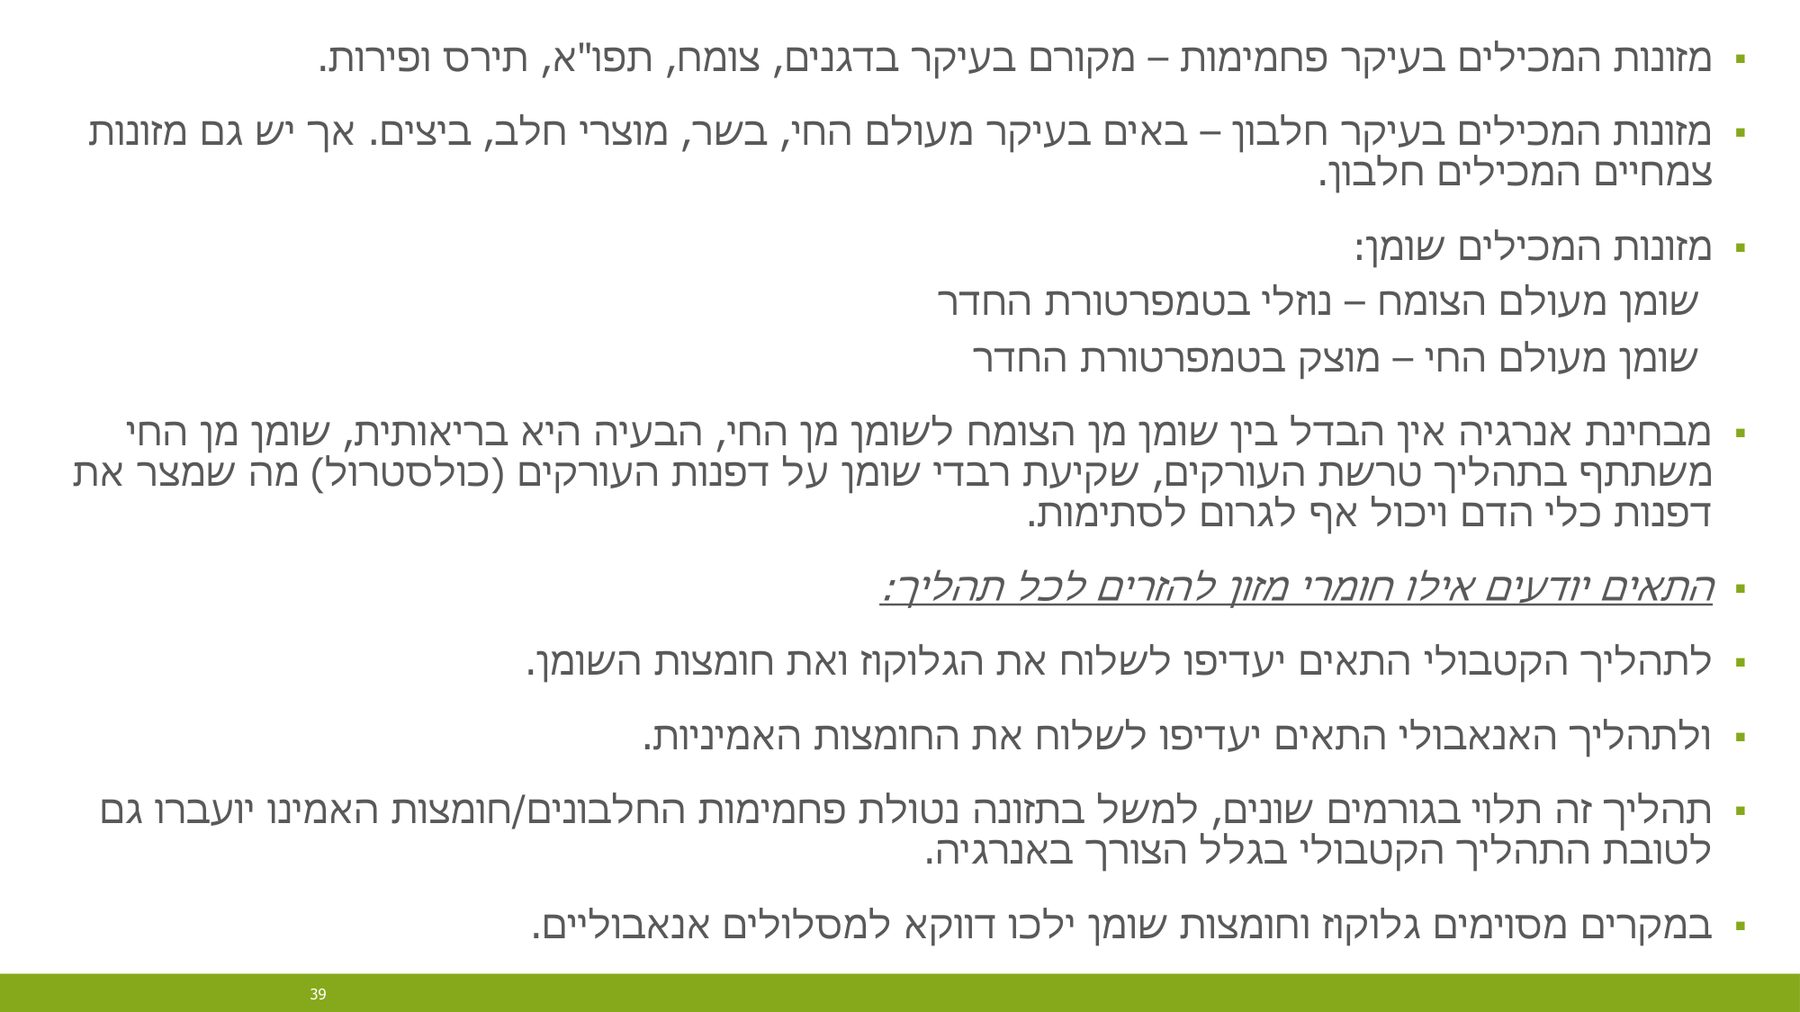 ▪ מזונות המכילים בעיקר פחמימות – מקורם בעיקר בדגנים, צומח, תפו"א, תירס ופירות.
▪ מזונות המכילים בעיקר חלבון – באים בעיקר מעולם החי, בשר, מוצרי חלב, ביצים. אך יש גם מזונות
צמחיים המכילים חלבון.
▪ מזונות המכילים שומן:
שומן מעולם הצומח – נוזלי בטמפרטורת החדר
שומן מעולם החי – מוצק בטמפרטורת החדר
▪ מבחינת אנרגיה אין הבדל בין שומן מן הצומח לשומן מן החי, הבעיה היא בריאותית, שומן מן החי
משתתף בתהליך טרשת העורקים, שקיעת רבדי שומן על דפנות העורקים (כולסטרול) מה שמצר את
דפנות כלי הדם ויכול אף לגרום לסתימות.
▪ התאים יודעים אילו חומרי מזון להזרים לכל תהליך:
▪ לתהליך הקטבולי התאים יעדיפו לשלוח את הגלוקוז ואת חומצות השומן.
▪ ולתהליך האנאבולי התאים יעדיפו לשלוח את החומצות האמיניות.
▪ תהליך זה תלוי בגורמים שונים, למשל בתזונה נטולת פחמימות החלבונים/חומצות האמינו יועברו גם
לטובת התהליך הקטבולי בגלל הצורך באנרגיה.
▪ במקרים מסוימים גלוקוז וחומצות שומן ילכו דווקא למסלולים אנאבוליים.
39